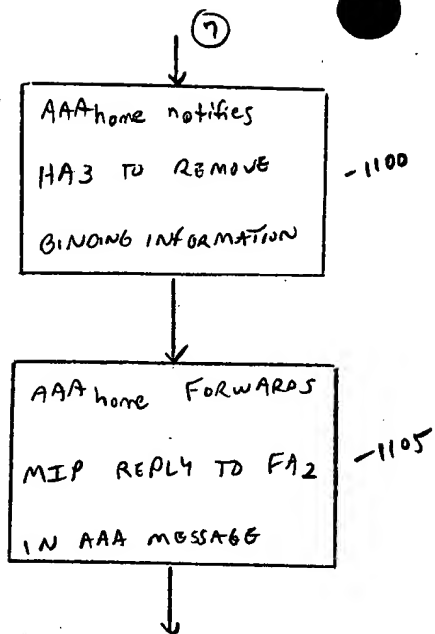 7
AAAhome notifies
HA3 TO REMOVE
BINDING INFORMATION
-1100
AAAhome FORWARDS
MIP REPLY TO FA2
IN AAA MESSAGE
-1105